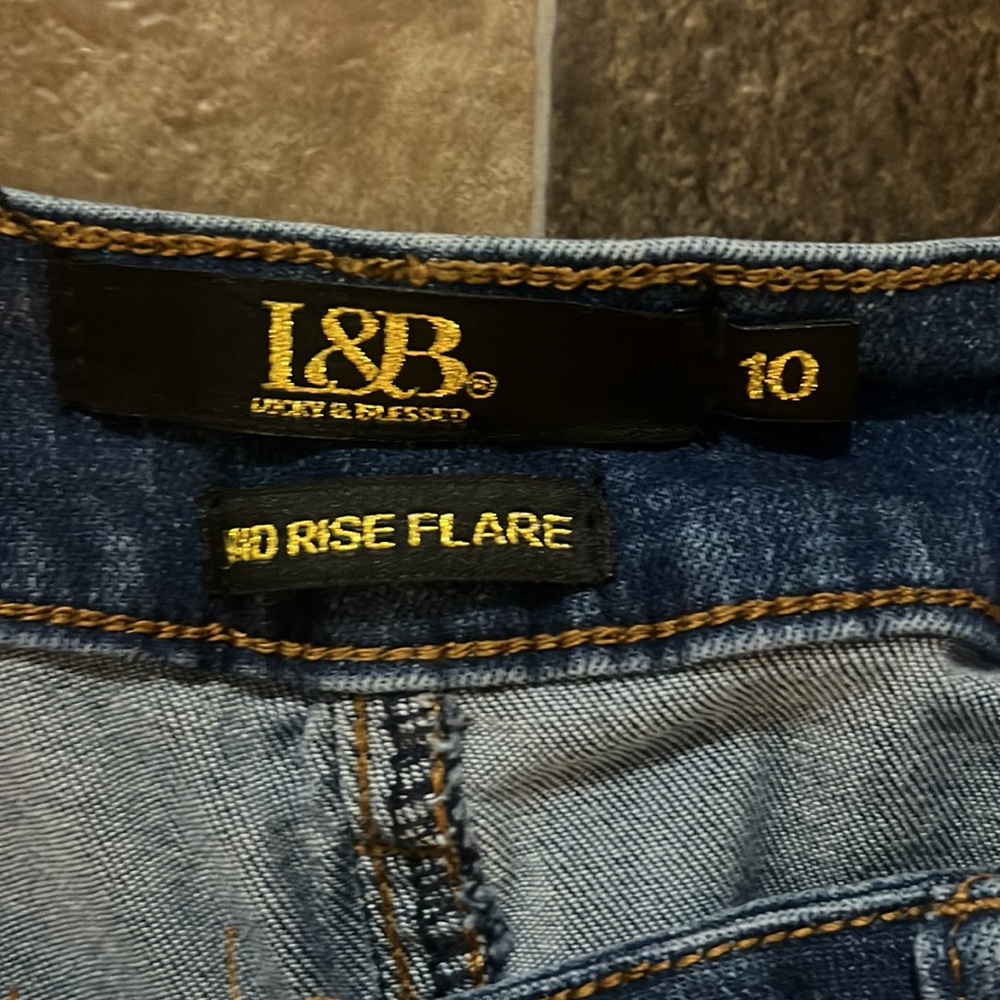 L&B®
LUCKY & BLESSED
10
MID RISE FLARE